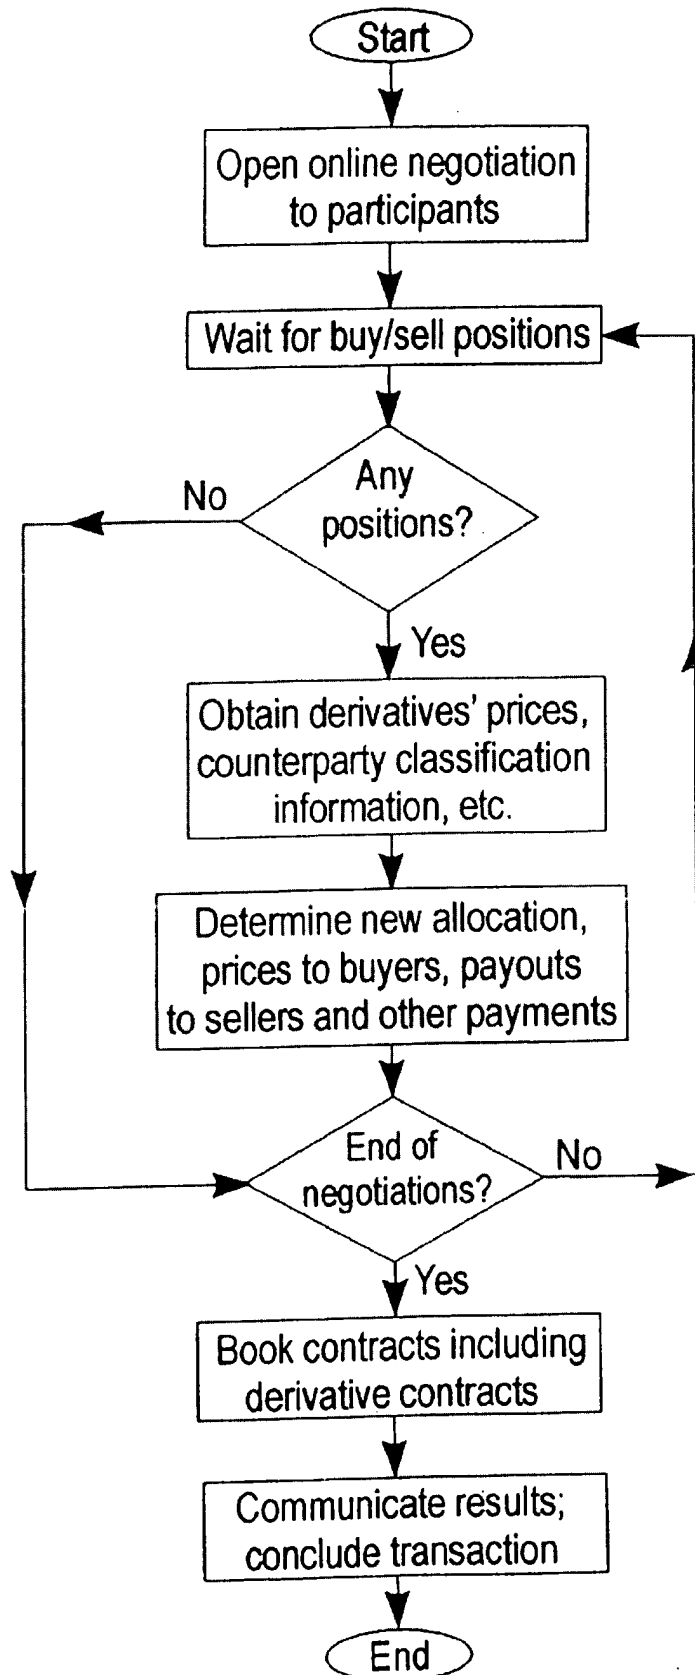 Start
Open online negotiation
to participants
Wait for buy/sell positions
Any
positions?
No
Yes
Obtain derivatives' prices,
counterparty classification
information, etc.
Determine new allocation,
prices to buyers, payouts
to sellers and other payments
End of
negotiations?
No
Yes
Book contracts including
derivative contracts
Communicate results;
conclude transaction
End